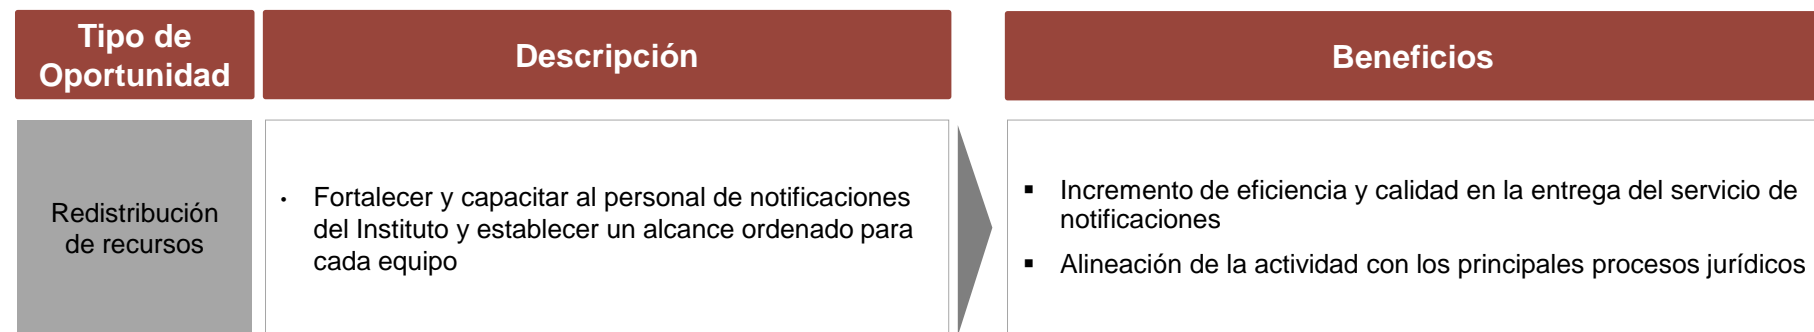 Tipo de
Oportunidad
Descripción
Beneficios
Redistribución
de recursos
• Fortalecer y capacitar al personal de notificaciones
del Instituto y establecer un alcance ordenado para
cada equipo
▪ Incremento de eficiencia y calidad en la entrega del servicio de
notificaciones
▪ Alineación de la actividad con los principales procesos jurídicos